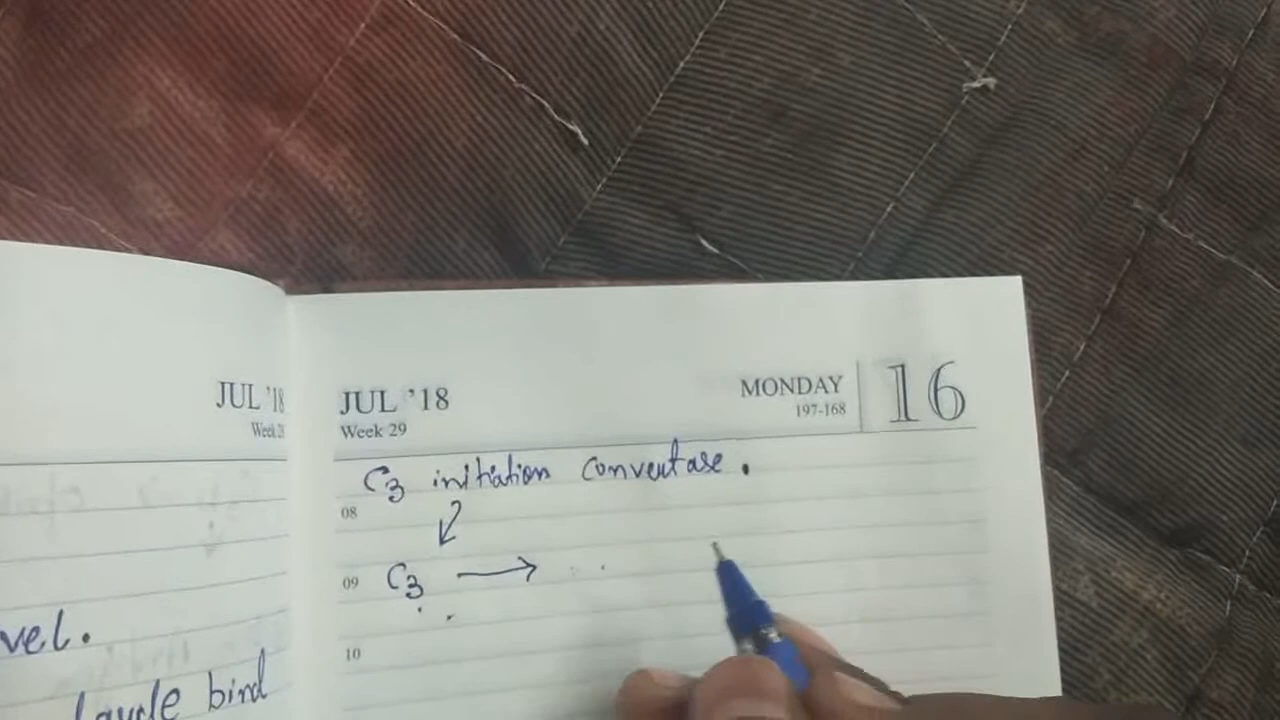 JUL '18
Week 2
vel.
bind
JUL '18
Week 29
MONDAY
197-168
16
C3 initiation convertase.
08
09 C3 →
10